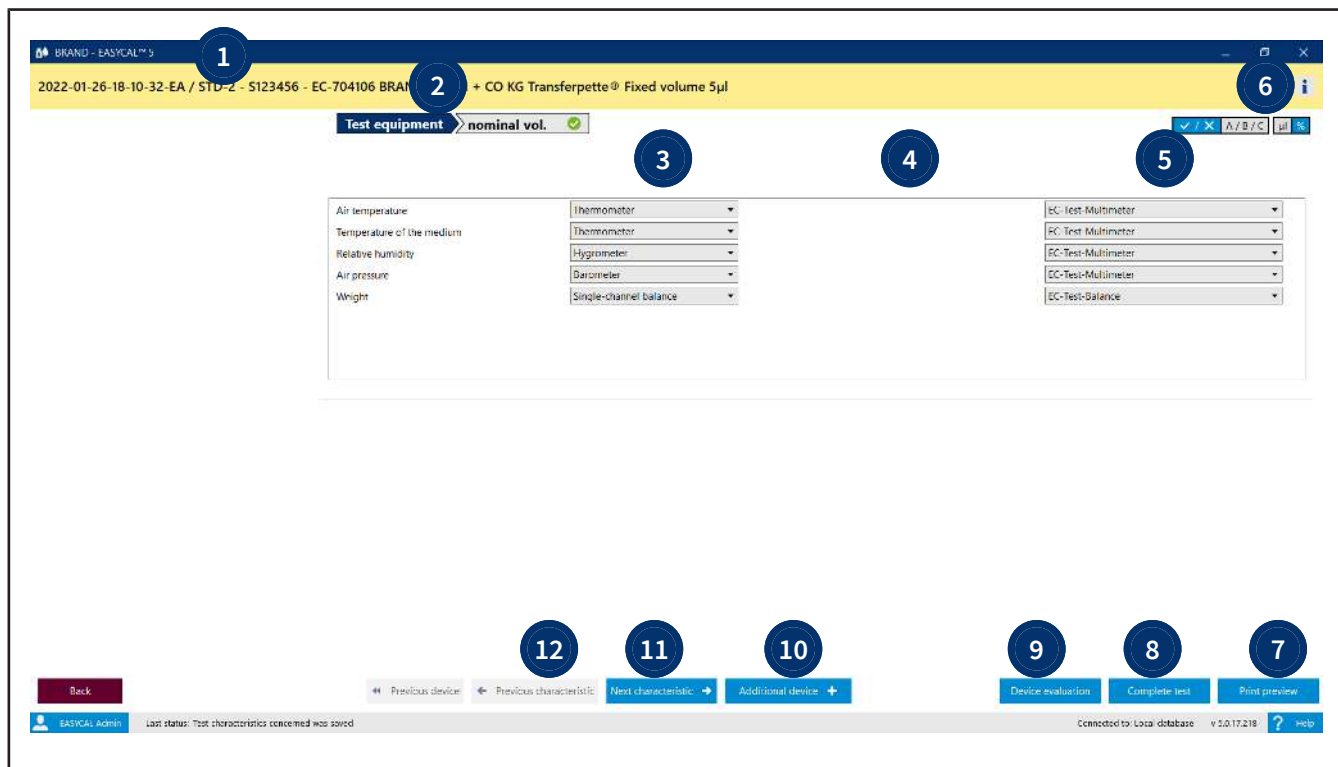 BRAND - EASYCAL™ 5
1
2022-01-26-18-10-32-EA / STD-2 - S123456 - EC-704106 BRAN + CO KG Transferpette® Fixed volume 5µl
2
6
i
Test equipment nominal vol.
✓ / X A / B / C µl %
3
4
5
Air temperature Thermometer EC-Test-Multimeter
Temperature of the medium Thermometer EC-Test-Multimeter
Relative humidity Hygrometer EC-Test-Multimeter
Air pressure Barometer EC-Test-Multimeter
Weight Single-channel balance EC-Test-Balance
12
11
10
9
8
7
Back Previous device Previous characteristic Next characteristic Additional device + Device evaluation Complete test Print preview
EASYCAL Admin Last status: Test characteristics concerned was saved Connected to: Local database v 5.0.17.218 ? Help